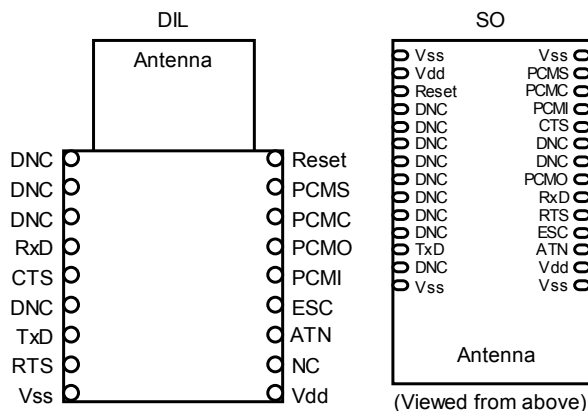 DIL
Antenna
DNC Reset
DNC PCMS
DNC PCMC
RxD PCMO
CTS PCMI
DNC ESC
TxD ATN
RTS NC
Vss Vdd
SO
Vss Vss
Vdd PCMS
Reset PCMC
DNC PCMI
DNC CTS
DNC DNC
DNC DNC
DNC PCMO
DNC RxD
DNC RTS
DNC ESC
TxD ATN
DNC Vdd
Vss Vss
Antenna
(Viewed from above)